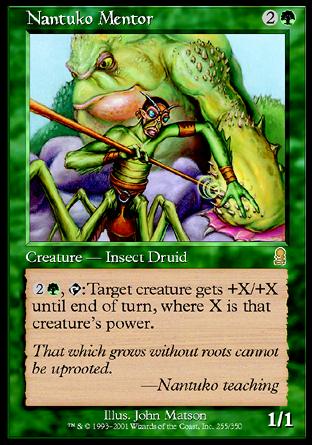 Nantuko Mentor 2
Creature — Insect Druid
2 , : Target creature gets +X/+X
until end of turn, where X is that
creature's power.
That which grows without roots cannot
be uprooted.
—Nantuko teaching
1/1
Illus. John Matson
™ & © 1993–2001 Wizards of the Coast, Inc. 255/350